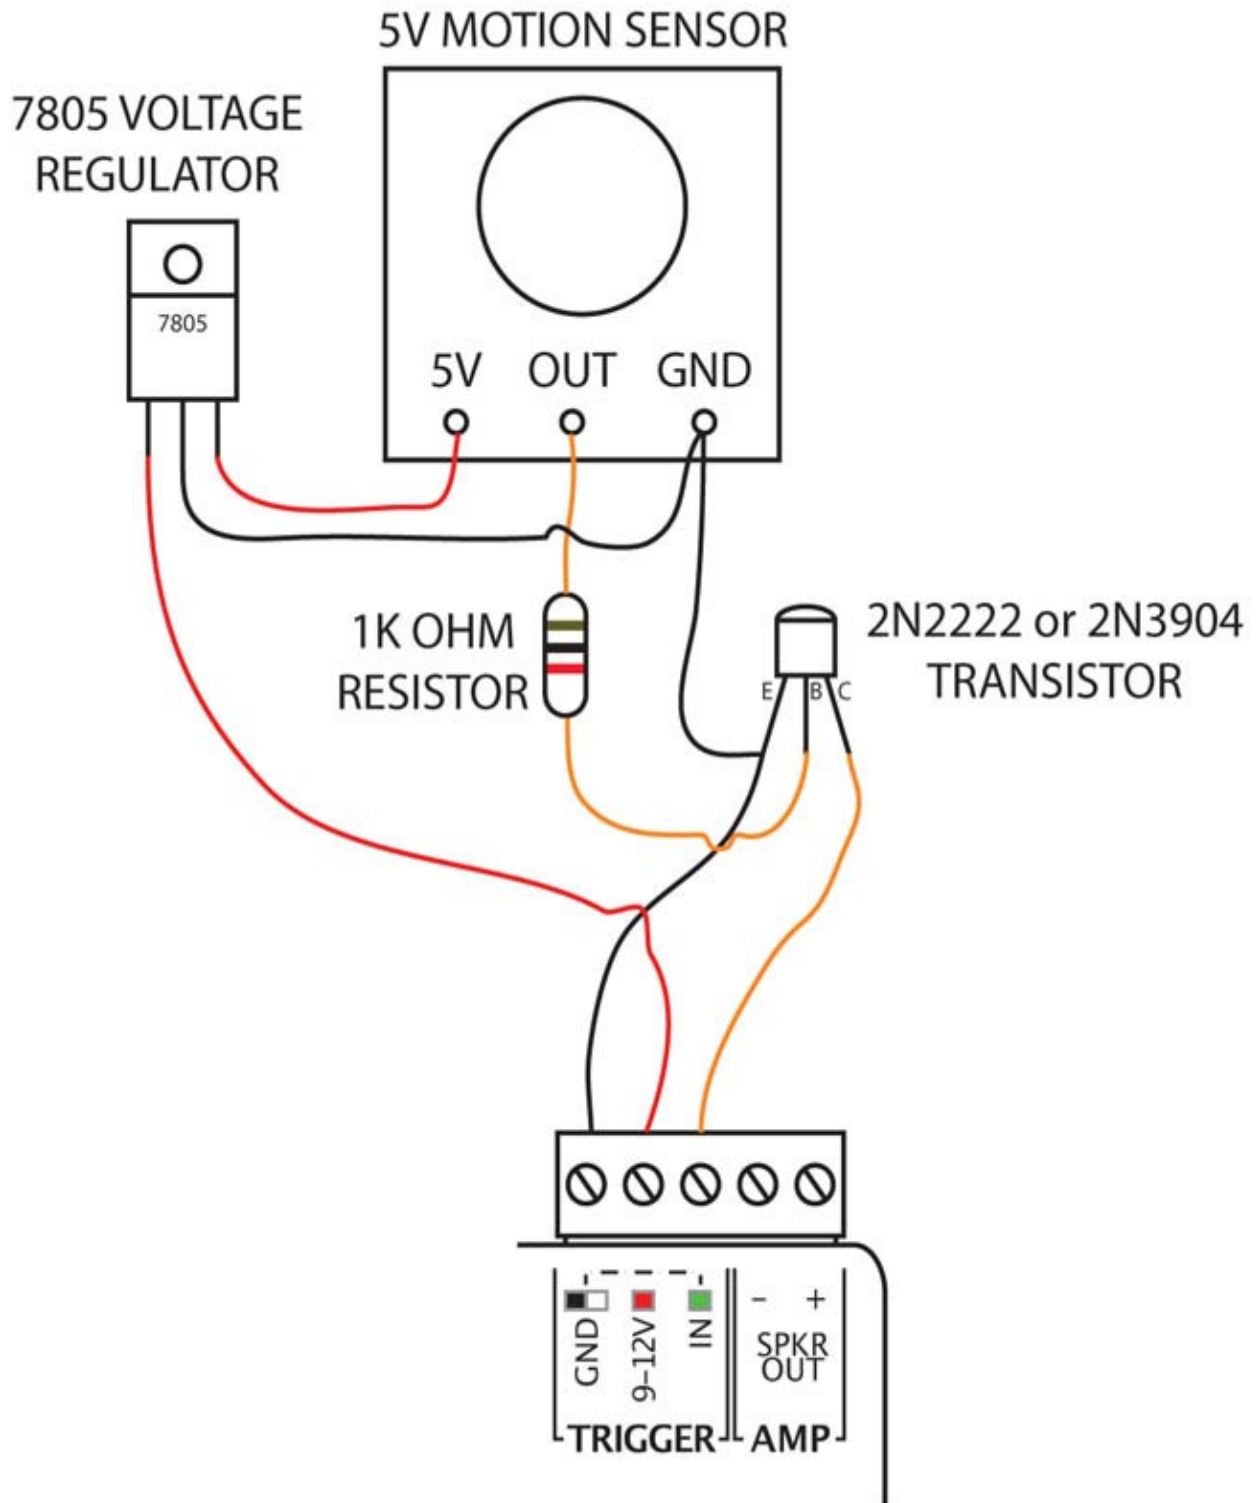 5V MOTION SENSOR
7805 VOLTAGE
REGULATOR
7805
5V OUT GND
1K OHM
RESISTOR
2N2222 or 2N3904
TRANSISTOR
E B C
GND
9-12V
IN
- +
SPKR
OUT
TRIGGER
AMP